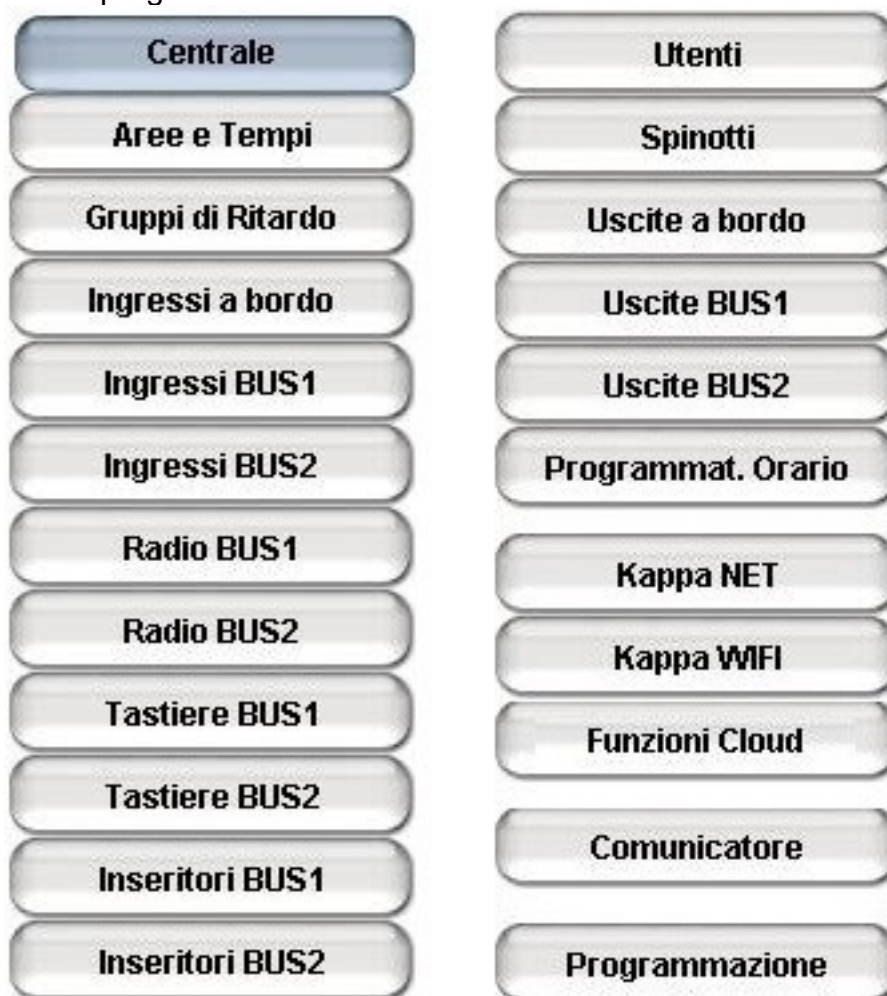 Centrale
Aree e Tempi
Gruppi di Ritardo
Ingressi a bordo
Ingressi BUS1
Ingressi BUS2
Radio BUS1
Radio BUS2
Tastiere BUS1
Tastiere BUS2
Inseritori BUS1
Inseritori BUS2
Utenti
Spinotti
Uscite a bordo
Uscite BUS1
Uscite BUS2
Programmat. Orario
Kappa NET
Kappa WIFI
Funzioni Cloud
Comunicatore
Programmazione